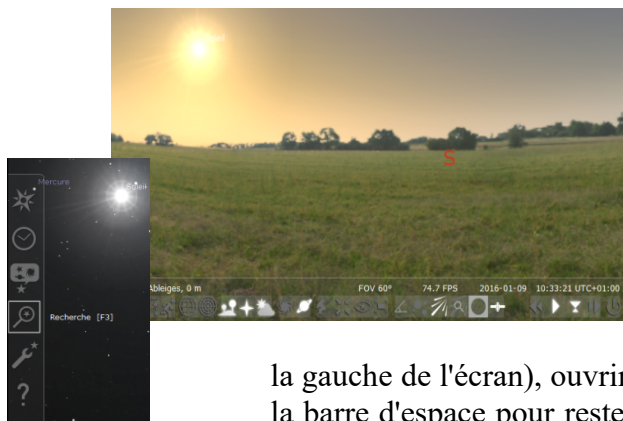 S
Ableiges, 0 m FOV 60° 74.7 FPS 2016-01-09 10:33:21 UTC+01:00
Mercure
Soleil
Recherche [F3]
?
la gauche de l'écran), ouvrir
la barre d'espace pour reste